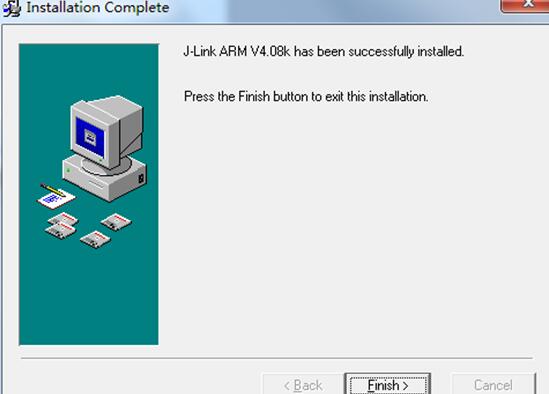 Installation Complete
J-Link ARM V4.08k has been successfully installed.
Press the Finish button to exit this installation.
< Back
Finish >
Cancel